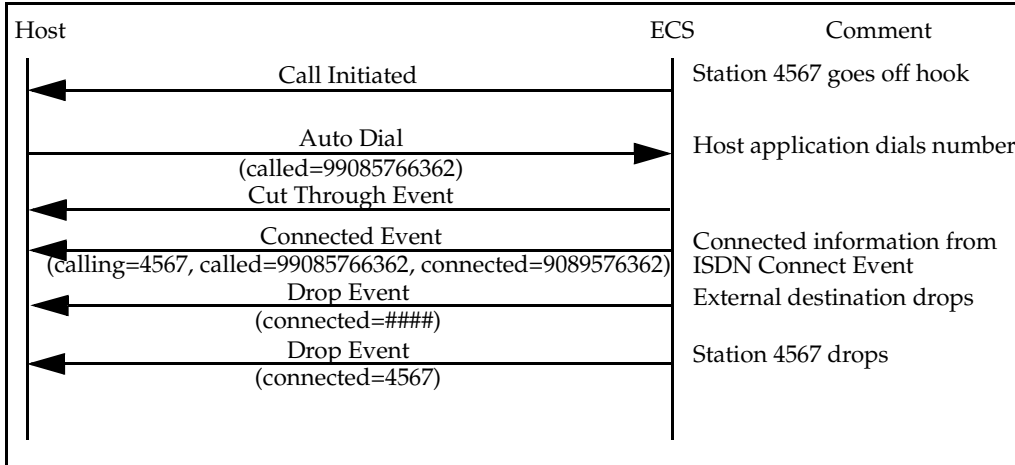 Host ECS Comment
Call Initiated Station 4567 goes off hook
Auto Dial Host application dials number
(called=99085766362)
Cut Through Event
Connected Event Connected information from
(calling=4567, called=99085766362, connected=9089576362) ISDN Connect Event
Drop Event External destination drops
(connected=####)
Drop Event Station 4567 drops
(connected=4567)